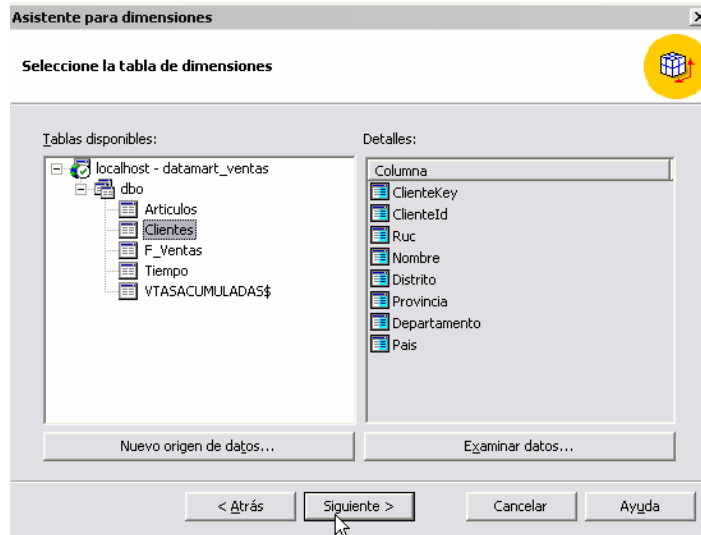 Asistente para dimensiones
Seleccione la tabla de dimensiones
Tablas disponibles:
localhost - datamart_ventas
dbo
Articulos
Clientes
F_Ventas
Tiempo
VTASACUMULADAS$
Nuevo origen de datos...
Detalles:
Columna
ClienteKey
ClienteId
Ruc
Nombre
Distrito
Provincia
Departamento
Pais
Examinar datos...
< Atrás
Siguiente >
Cancelar
Ayuda